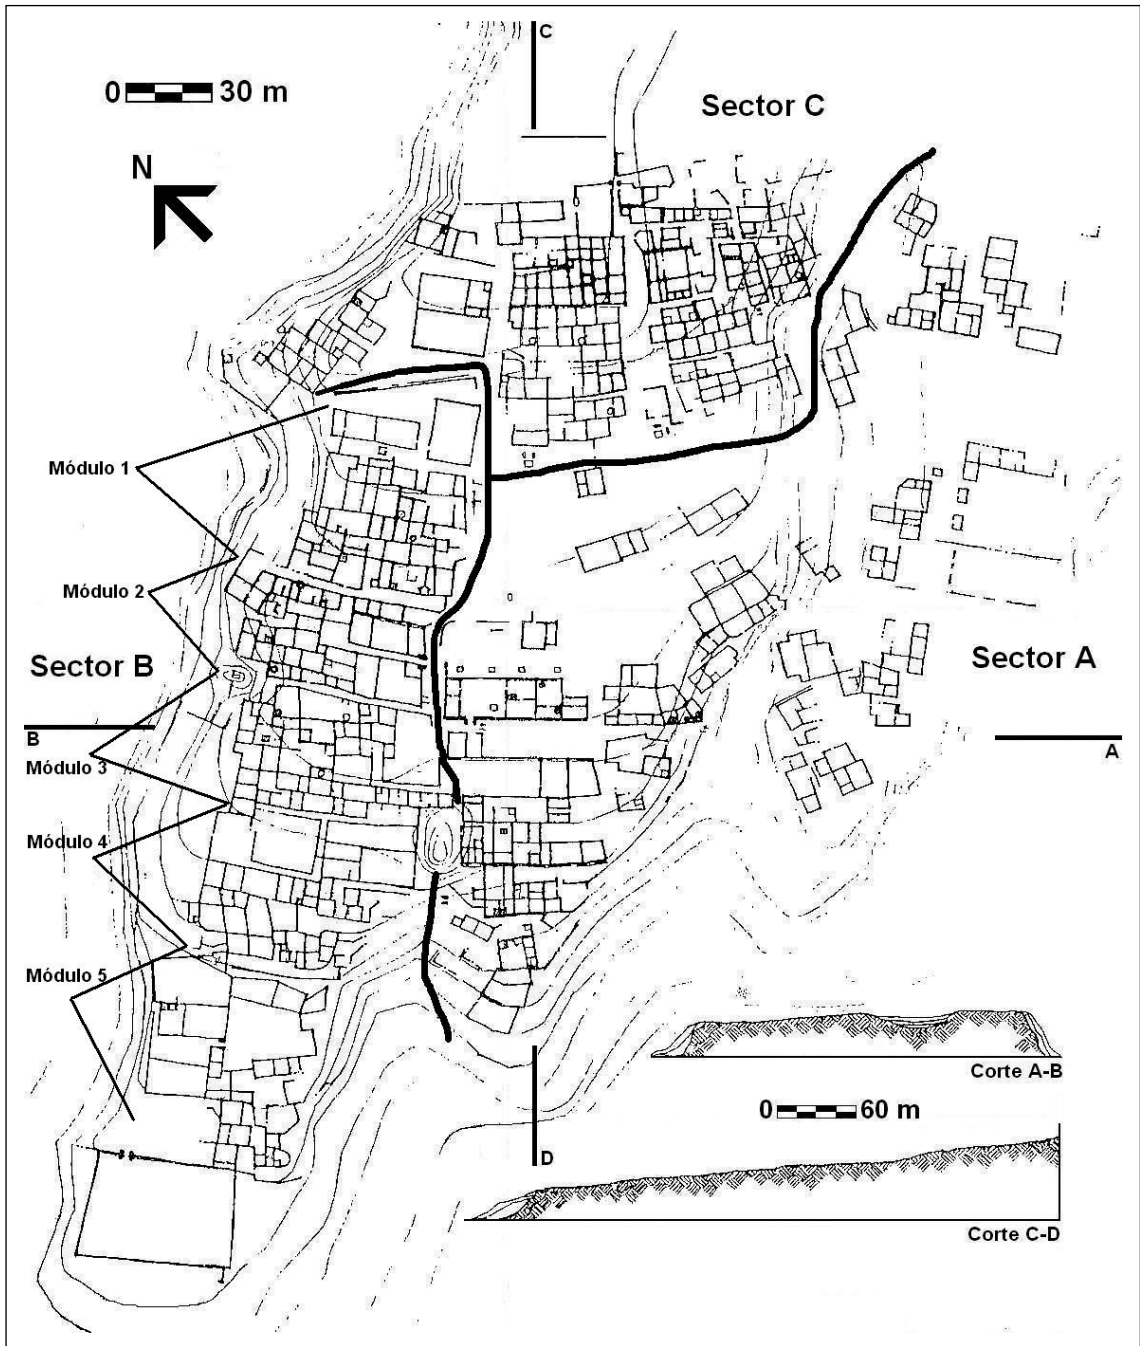 C
0 30 m
Sector C
N
Módulo 1
Módulo 2
Sector B
Sector A
B
A
Módulo 3
Módulo 4
Módulo 5
Corte A-B
0 60 m
D
Corte C-D